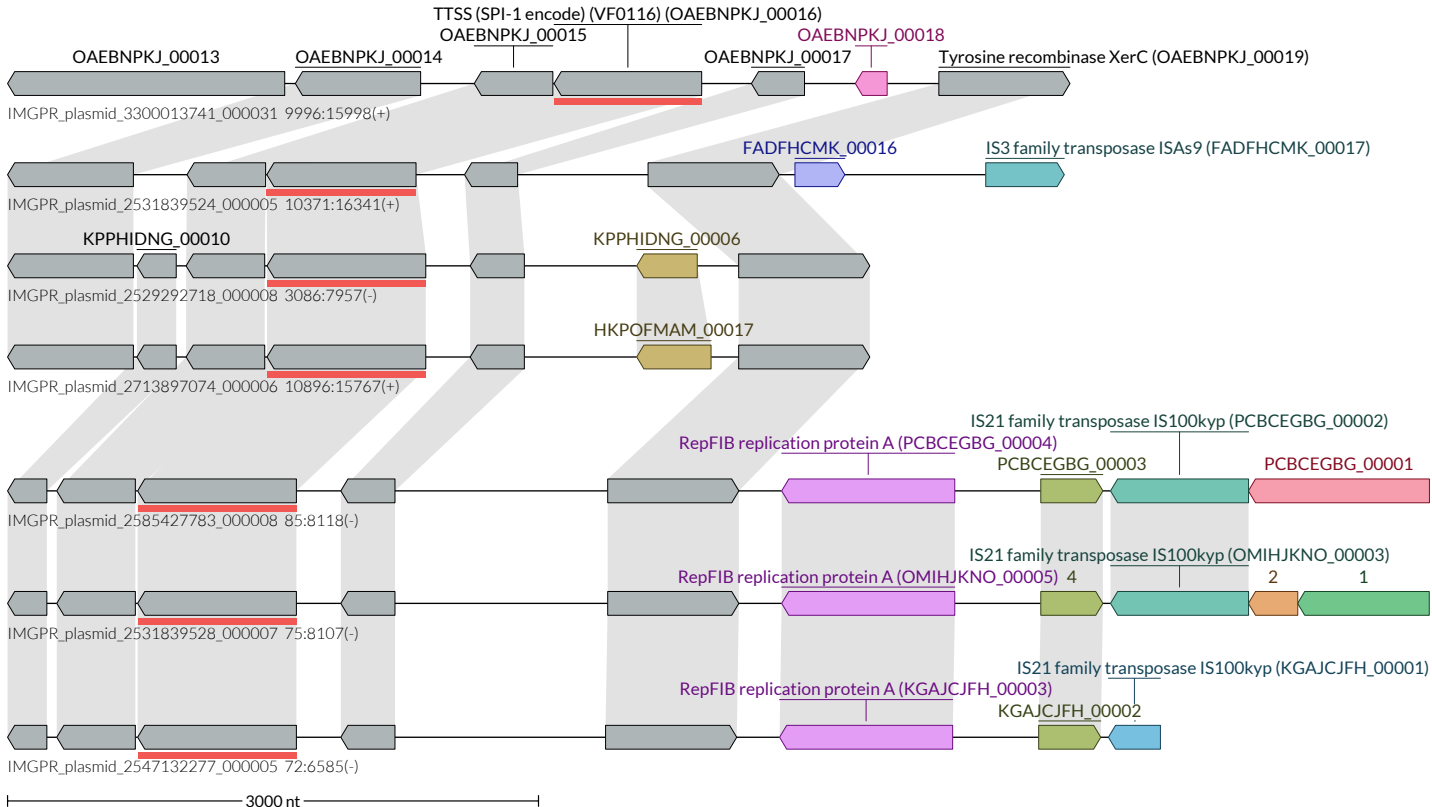 TTSS (SPI-1 encode) (VF0116) (OAEBNPKJ_00016)
OAEBNPKJ_00015 OAEBNPKJ_00018
OAEBNPKJ_00013 OAEBNPKJ_00014 OAEBNPKJ_00017 Tyrosine recombinase XerC (OAEBNPKJ_00019)
IMGPR_plasmid_3300013741_000031 9996:15998(+)
FADFHCMK_00016 IS3 family transposase ISAs9 (FADFHCMK_00017)
IMGPR_plasmid_2531839524_000005 10371:16341(+)
KPPHIDNG_00010 KPPHIDNG_00006
IMGPR_plasmid_2529292718_000008 3086:7957(-)
HKPOFMAM_00017
IMGPR_plasmid_2713897074_000006 10896:15767(+)
IS21 family transposase IS100kyp (PCBCEGBG_00002)
RepFIB replication protein A (PCBCEGBG_00004)
PCBCEGBG_00003 PCBCEGBG_00001
IMGPR_plasmid_2585427783_000008 85:8118(-)
IS21 family transposase IS100kyp (OMIHJKNO_00003)
RepFIB replication protein A (OMIHJKNO_00005) 4 2 1
IMGPR_plasmid_2531839528_000007 75:8107(-)
IS21 family transposase IS100kyp (KGAJCJFH_00001)
RepFIB replication protein A (KGAJCJFH_00003)
KGAJCJFH_00002
IMGPR_plasmid_2547132277_000005 72:6585(-)
3000 nt